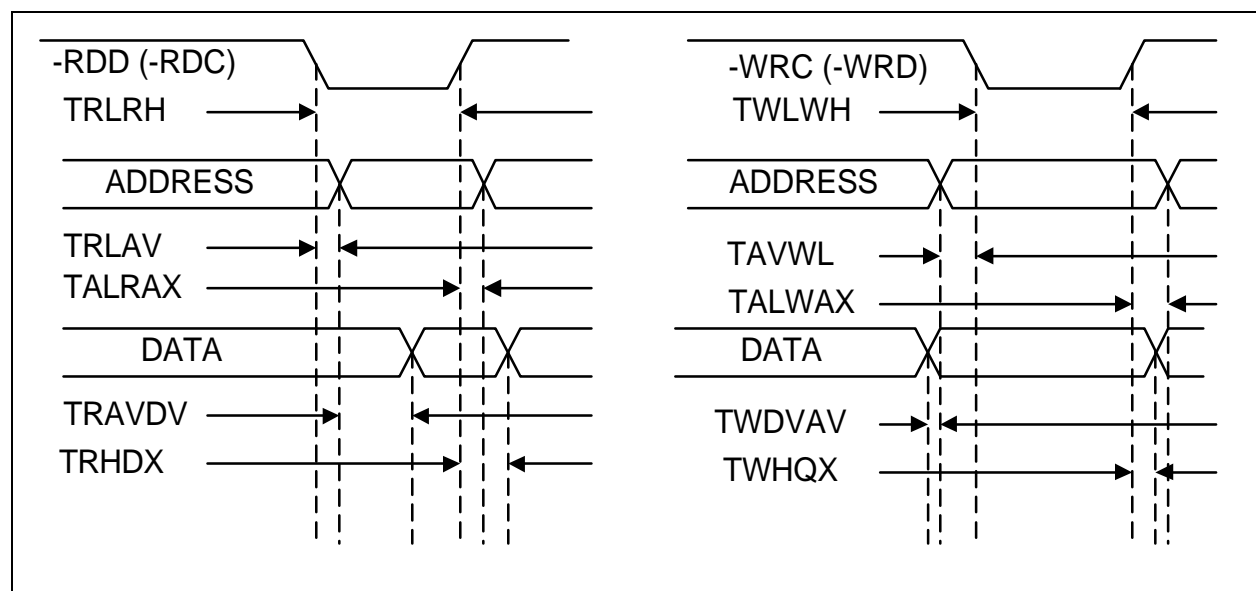 -RDD (-RDC)
TRLRH
ADDRESS
TRLAV
TALRAX
DATA
TRAVDV
TRHDX
-WRC (-WRD)
TWLWH
ADDRESS
TAVWL
TALWAX
DATA
TWDVAV
TWHQX